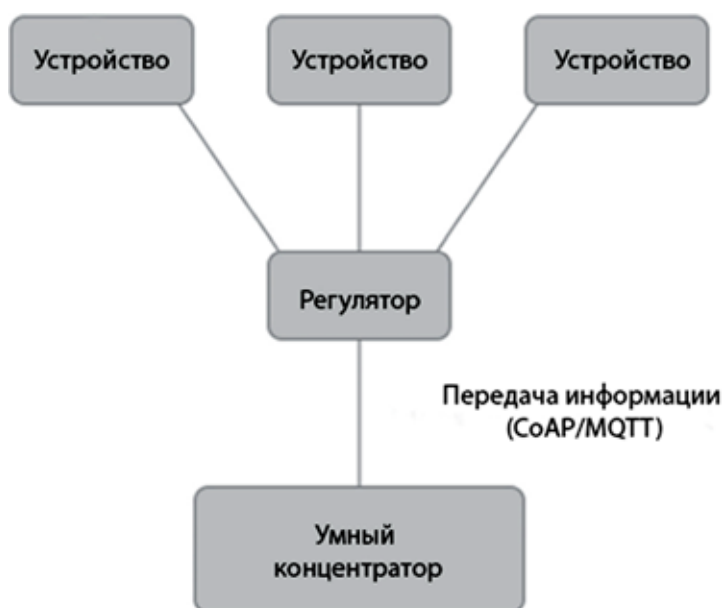 Устройство
Устройство
Устройство
Регулятор
Передача информации
(CoAP/MQTT)
Умный
концентратор